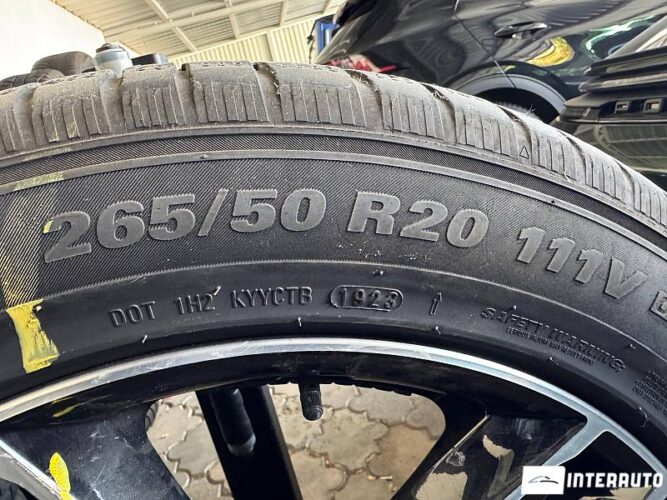 265/50 R20 111V
DOT 1H2 KYYCTB 1923
SAFETY WARNING
INTERAUTO